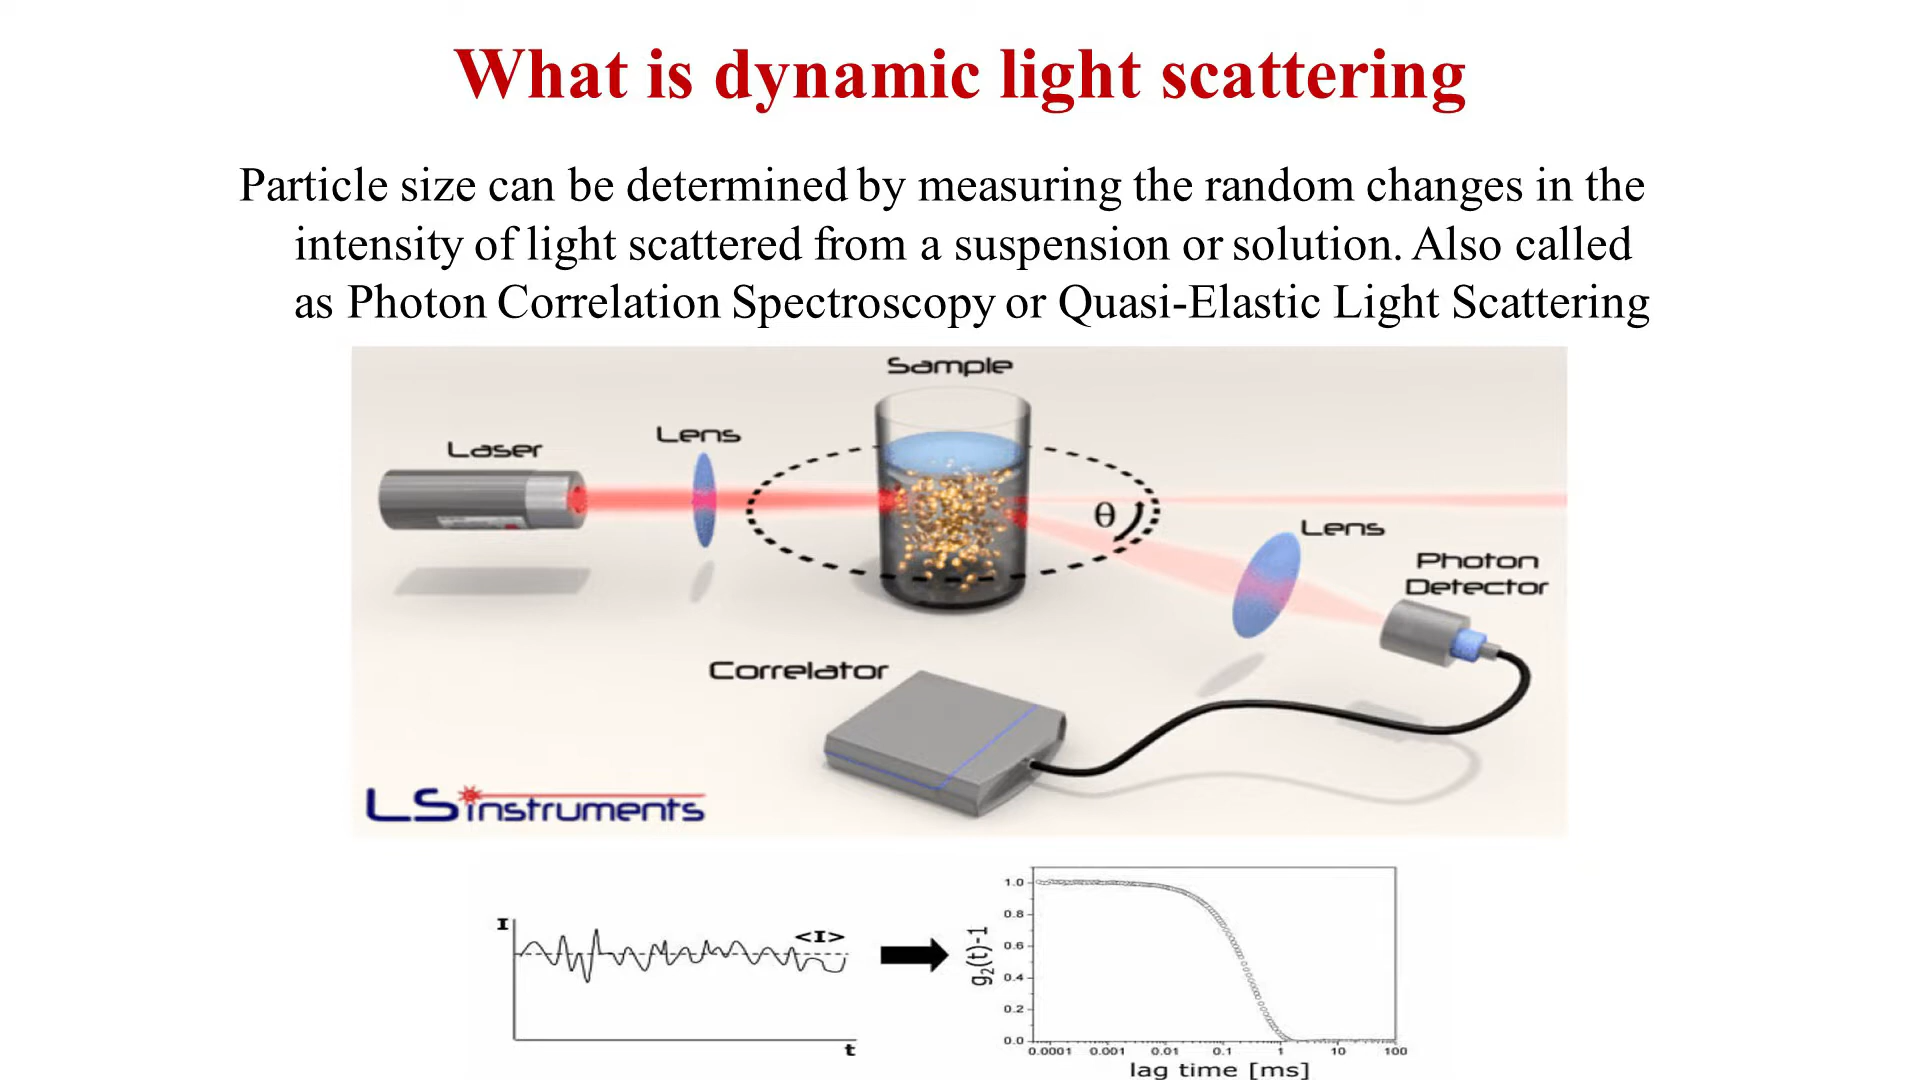 What is dynamic light scattering
Particle size can be determined by measuring the random changes in the
intensity of light scattered from a suspension or solution. Also called
as Photon Correlation Spectroscopy or Quasi-Elastic Light Scattering
Sample
Lens
Laser
θ
Lens
Photon
Detector
Correlator
LS instruments
I
<I>
t
g₂(t)-1
1.0
0.8
0.6
0.4
0.2
0.0
0.0001 0.001 0.01 0.1 1 10 100
lag time [ms]